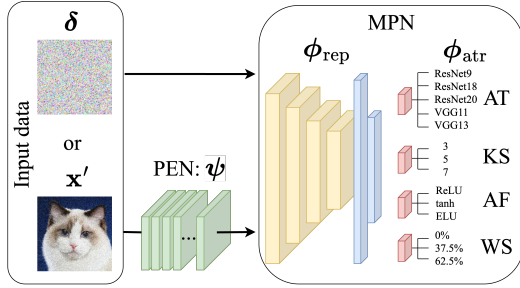 Input data
δ
or
x′
PEN: ψ
...
MPN
ϕrep
ϕatr
ResNet9
ResNet18
ResNet20
VGG11
VGG13
AT
3
5
7
KS
ReLU
tanh
ELU
AF
0%
37.5%
62.5%
WS